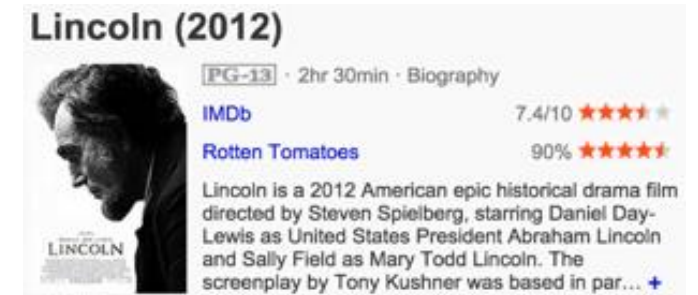 Lincoln (2012)
PG-13 · 2hr 30min · Biography
IMDb 7.4/10
Rotten Tomatoes 90%
Lincoln is a 2012 American epic historical drama film
directed by Steven Spielberg, starring Daniel Day-
Lewis as United States President Abraham Lincoln
and Sally Field as Mary Todd Lincoln. The
screenplay by Tony Kushner was based in par... +
LINCOLN